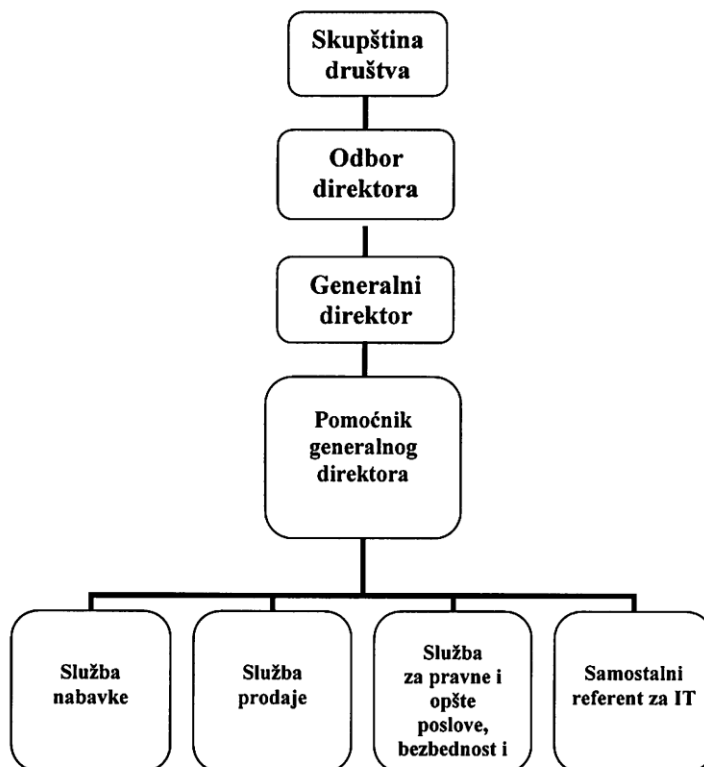 Skupština
društva
Odbor
direktora
Generalni
direktor
Pomoćnik
generalnog
direktora
Služba
nabavke
Služba
prodaje
Služba
za pravne i
opšte
poslove,
bezbednost i
Samostalni
referent za IT